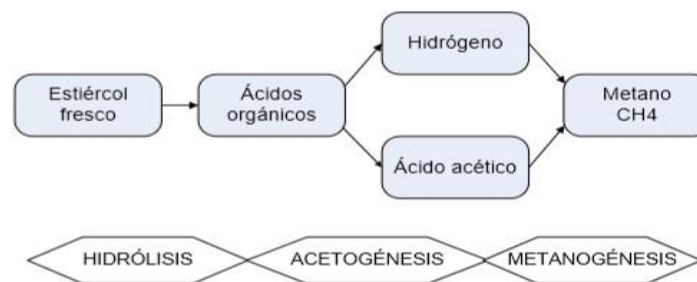 Estiércol
fresco
Ácidos
orgánicos
Hidrógeno
Ácido acético
Metano
CH4
HIDRÓLISIS
ACETOGÉNESIS
METANOGÉNESIS